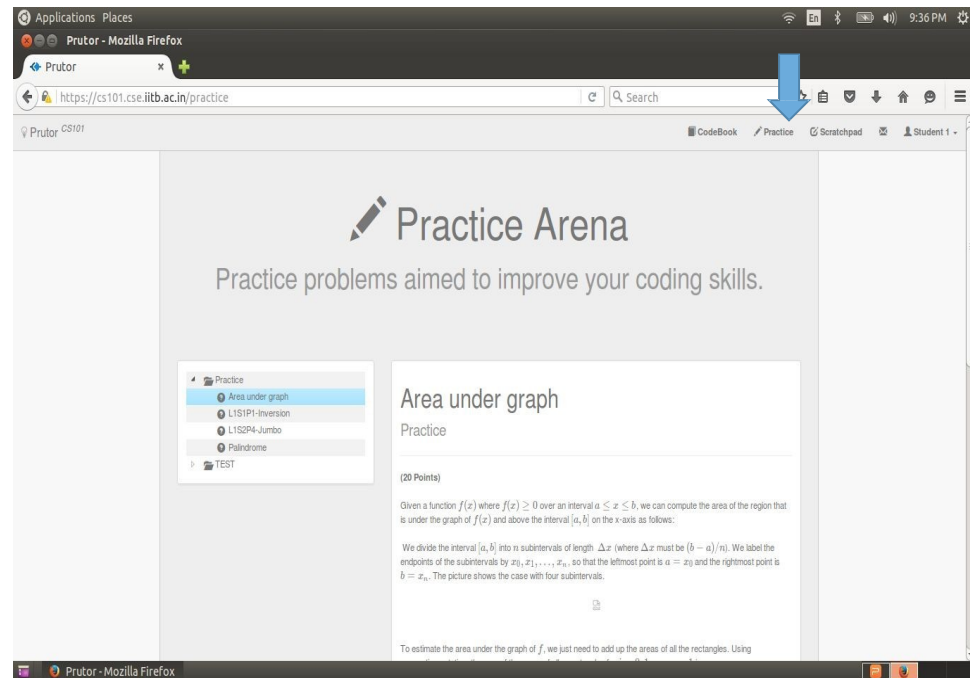 Applications Places
En
9:36 PM
Prutor - Mozilla Firefox
Prutor
https://cs101.cse.iitb.ac.in/practice
Search
Prutor CS101
CodeBook
Practice
Scratchpad
Student 1
Practice Arena
Practice problems aimed to improve your coding skills.
Practice
Area under graph
L1S1P1-Inversion
L1S2P4-Jumbo
Palindrome
TEST
Area under graph
Practice
(20 Points)
Given a function f(x) where f(x) ≥ 0 over an interval a ≤ x ≤ b, we can compute the area of the region that
is under the graph of f(x) and above the interval [a, b] on the x-axis as follows:
We divide the interval [a, b] into n subintervals of length Δx (where Δx must be (b − a)/n). We label the
endpoints of the subintervals by x₀, x₁, . . . , xₙ, so that the leftmost point is a = x₀ and the rightmost point is
b = xₙ. The picture shows the case with four subintervals.
To estimate the area under the graph of f, we just need to add up the areas of all the rectangles. Using
Prutor - Mozilla Firefox